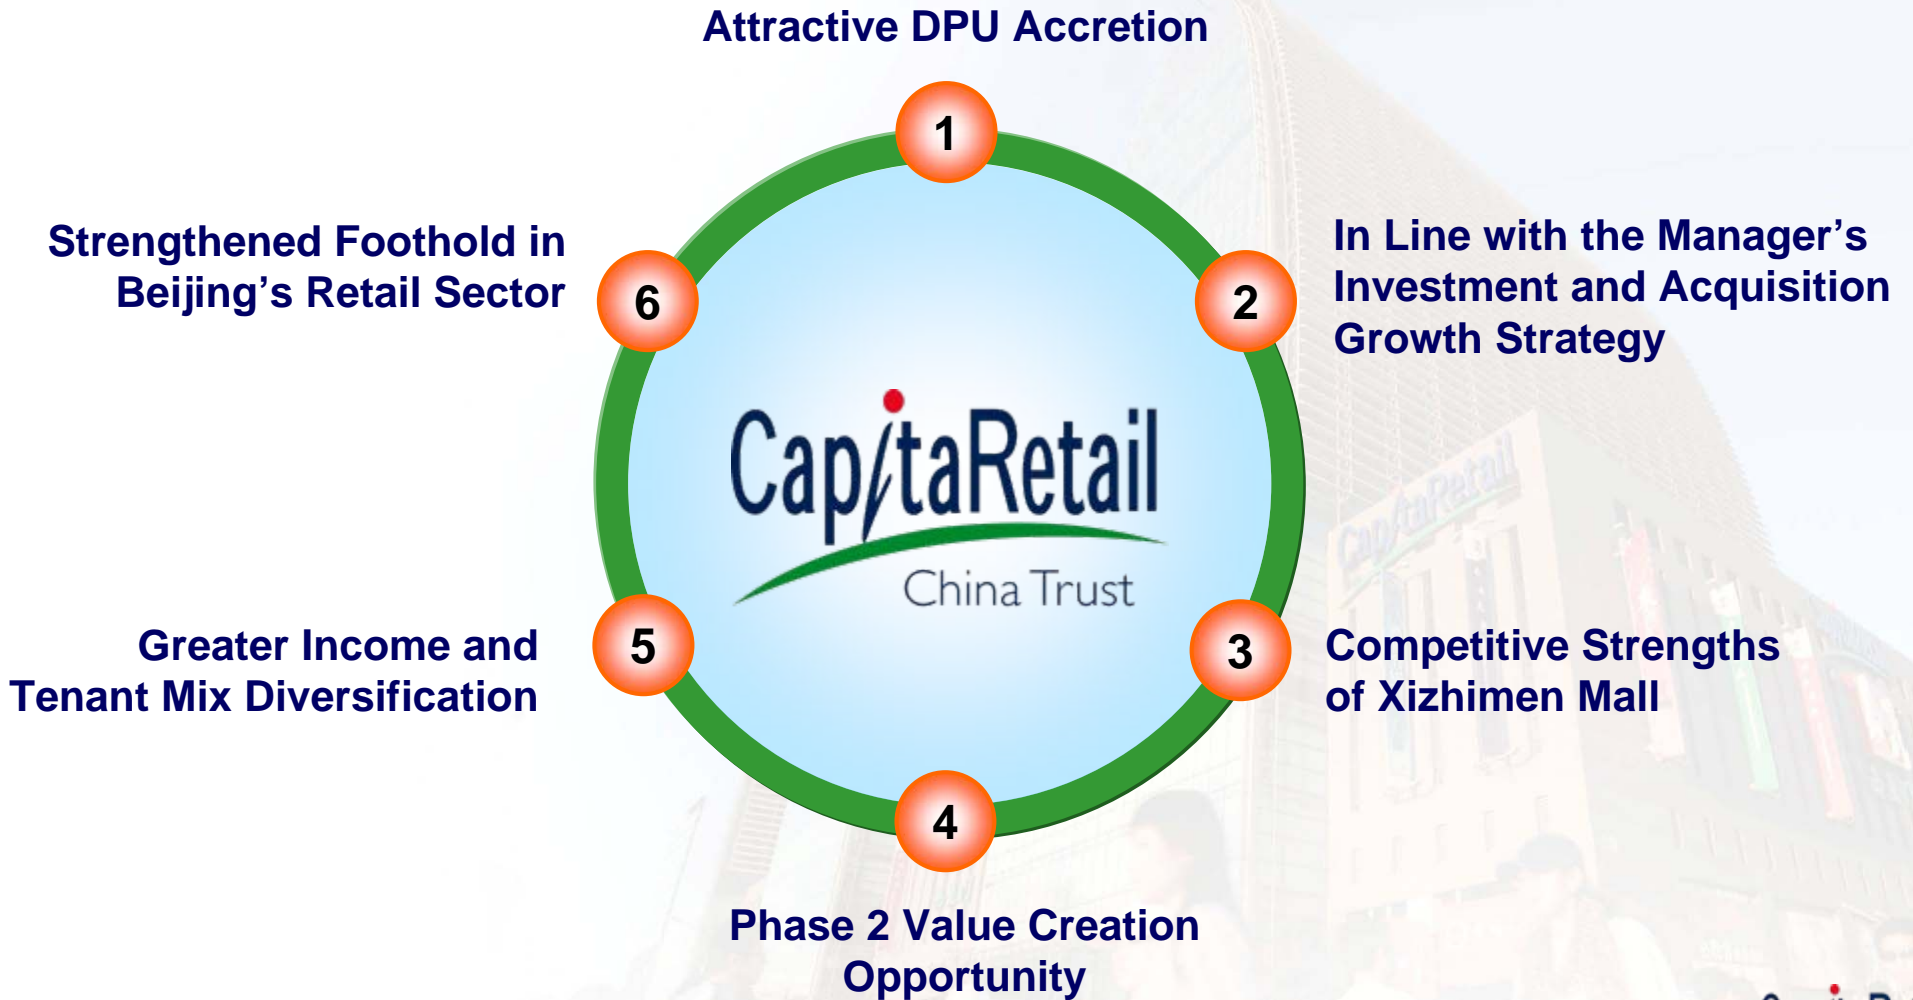 Attractive DPU Accretion
1
In Line with the Manager’s
Investment and Acquisition
Growth Strategy
2
Competitive Strengths
of Xizhimen Mall
3
4
Phase 2 Value Creation
Opportunity
5
Greater Income and
Tenant Mix Diversification
6
Strengthened Foothold in
Beijing’s Retail Sector
CapitaRetail
China Trust
CapitaRetail